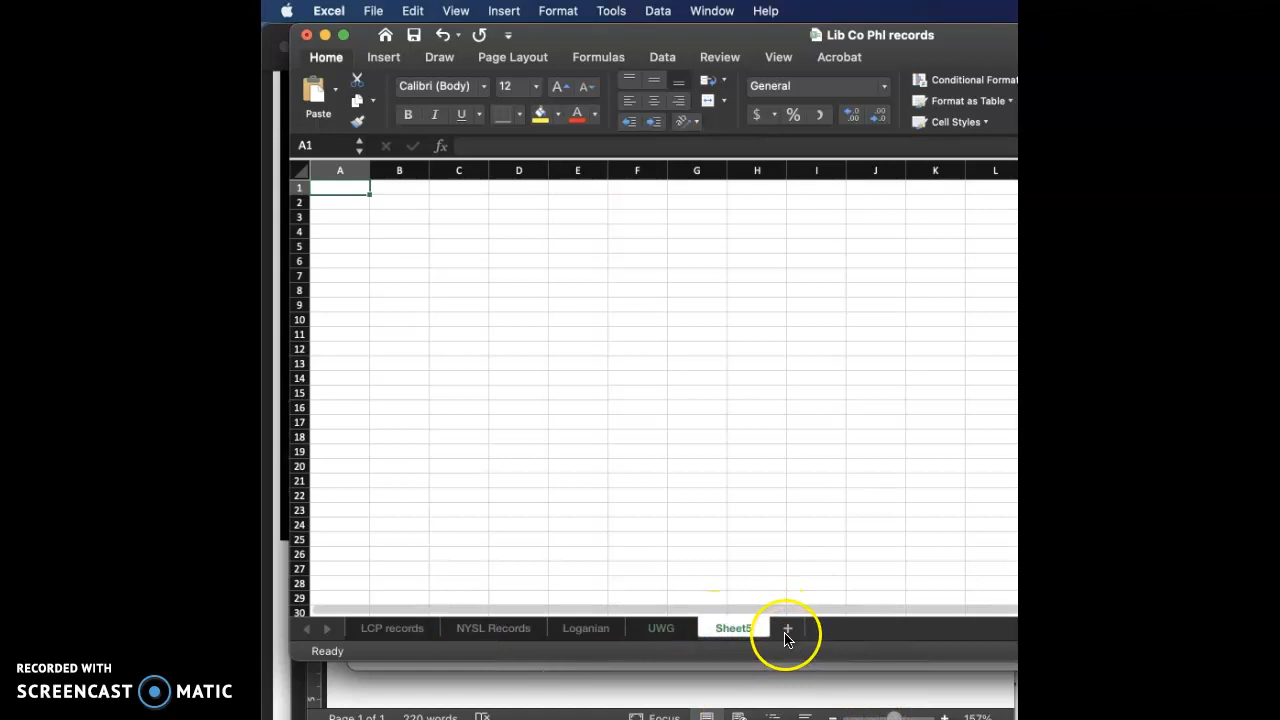 Excel File Edit View Insert Format Tools Data Window Help
Lib Co Phl records
Home Insert Draw Page Layout Formulas Data Review View Acrobat
Paste
Calibri (Body) 12 A A
General
Conditional Format
B I U A
$ %
Format as Table
Cell Styles
A1 fx
A B C D E F G H I J K L
1
2
3
4
5
6
7
8
9
10
11
12
13
14
15
16
17
18
19
20
21
22
23
24
25
26
27
28
29
30
LCP records NYSL Records Loganian UWG Sheet5 +
Ready
Page 1 of 1 220 words Focus 157%
RECORDED WITH
SCREENCAST MATIC